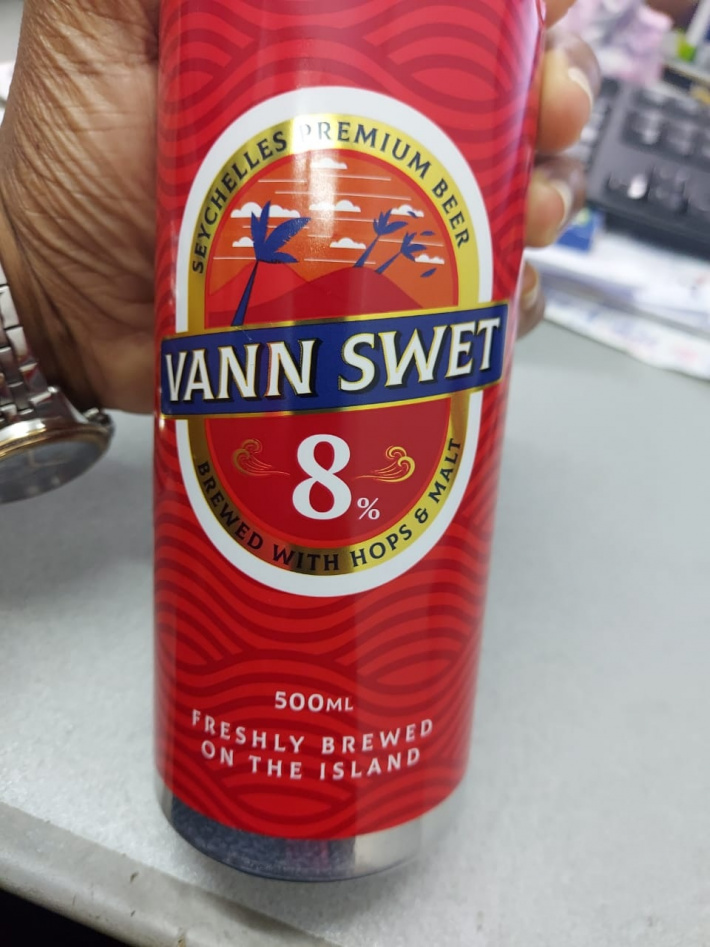 SEYCHELLES PREMIUM BEER
VANN SWET
8%
BREWED WITH HOPS & MALT
500ML
FRESHLY BREWED
ON THE ISLAND